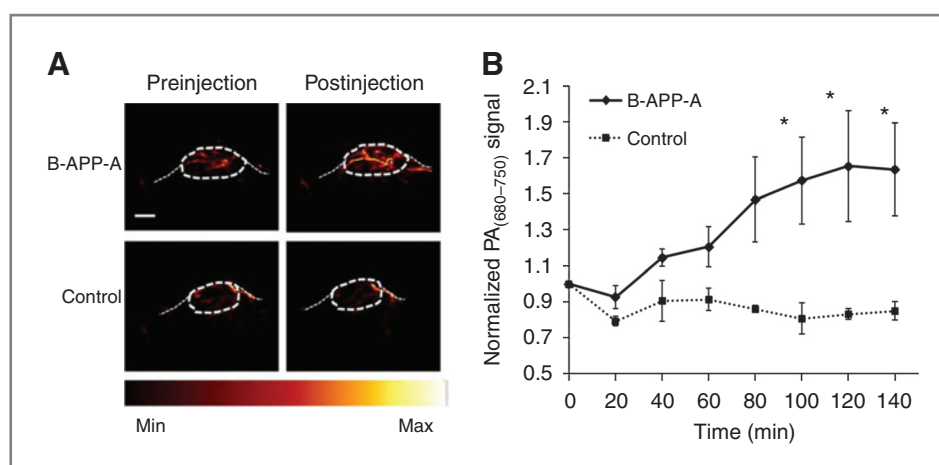 A
Preinjection Postinjection
B-APP-A
Control
Min Max
B
Normalized PA(680–750) signal
2.1
1.9
1.7
1.5
1.3
1.1
0.9
0.7
0.5
B-APP-A
Control
* * *
0 20 40 60 80 100 120 140
Time (min)